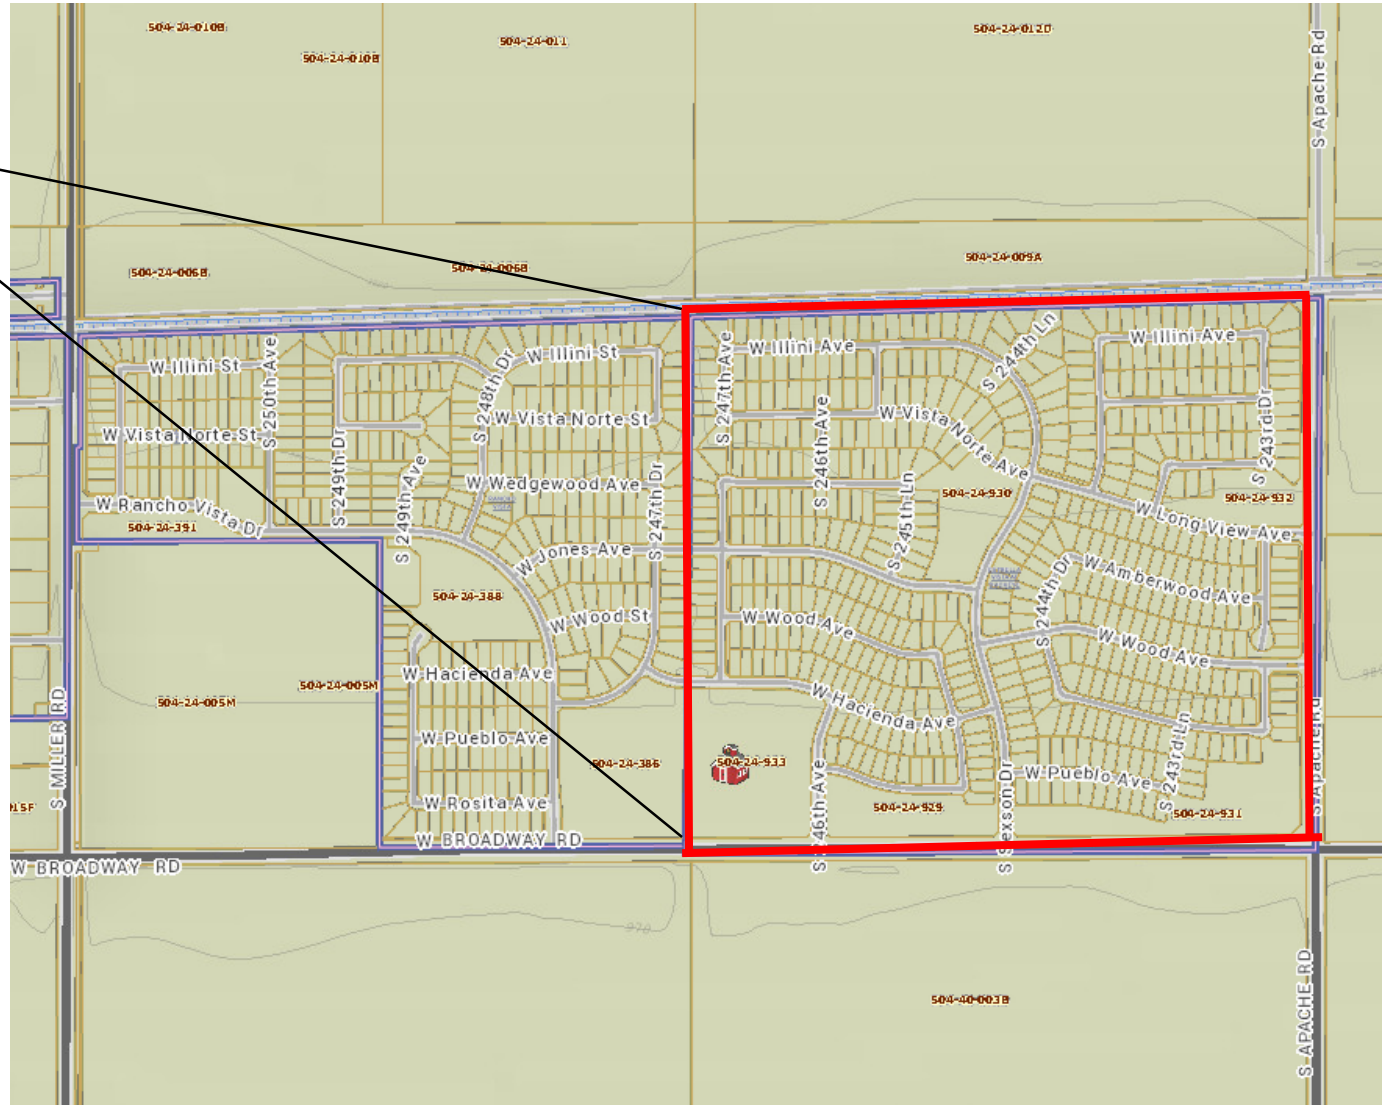 504-24-010B
504-24-010B
504-24-011
504-24-012D
S Apache Rd
504-24-006B
504-24-006B
504-24-009A
W Illini St
S 250th Ave
W Vista Norte St
W Rancho Vista Dr
504-24-391
S 249th Dr
S 249th Ave
S 248th Dr
W Illini St
W Vista Norte St
W Wedgewood Ave
S 247th Dr
W Jones Ave
504-24-388
W Wood St
W Hacienda Ave
504-24-005M
504-24-005M
W Pueblo Ave
W Rosita Ave
504-24-386
S MILLER RD
15F
W BROADWAY RD
W BROADWAY RD
S 247th Ave
W Illini Ave
S 244th Ln
W Illini Ave
S 246th Ave
W Vista Norte Ave
S 243rd Dr
S 245th Ln
504-24-930
504-24-932
W Long View Ave
S 244th Dr
W Amberwood Ave
W Wood Ave
W Wood Ave
W Hacienda Ave
504-24-933
S 246th Ave
504-24-929
W Pueblo Ave
S 243rd Ln
504-24-931
S Apache Rd
970
504-40-003B
S APACHE RD